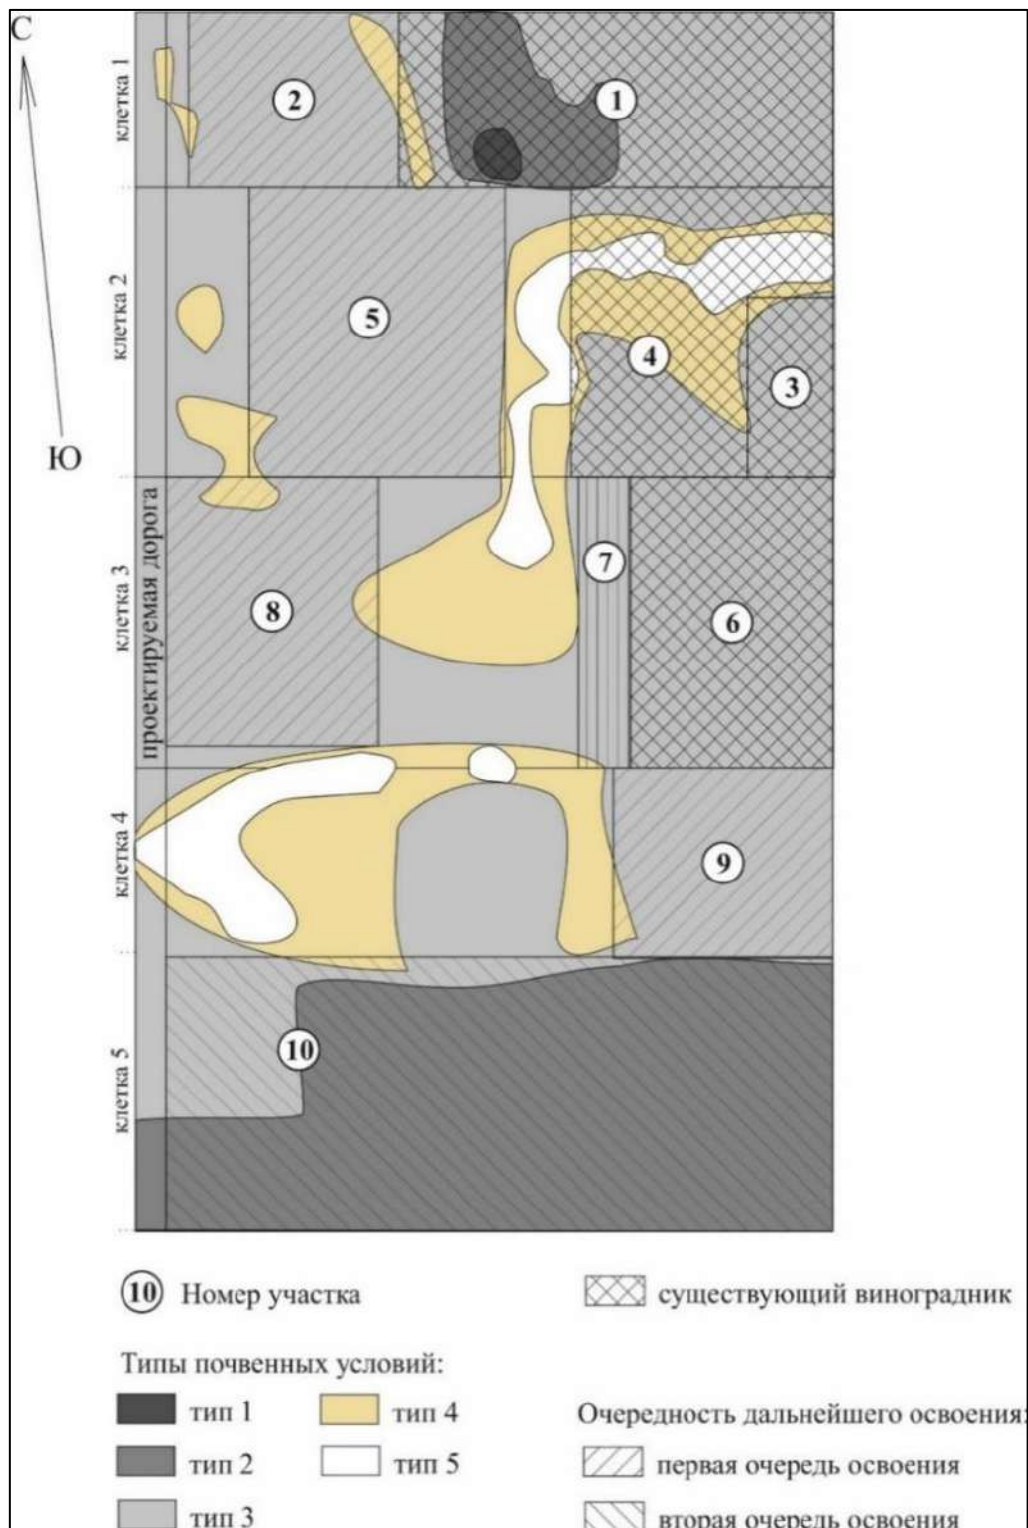 С
Ю
клетка 1
2
1
клетка 2
5
4
3
клетка 3
проектируемая дорога
8
7
6
клетка 4
9
клетка 5
10
10 Номер участка
существующий виноградник
Типы почвенных условий:
тип 1
тип 4
Очередность дальнейшего освоения:
тип 2
тип 5
первая очередь освоения
тип 3
вторая очередь освоения